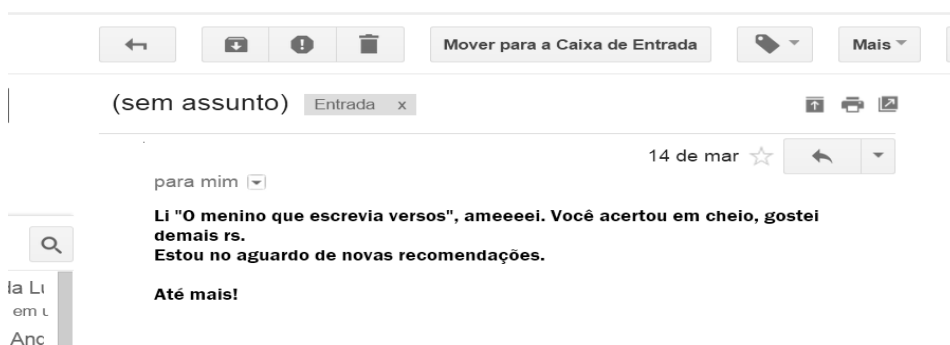 Mover para a Caixa de Entrada
Mais
(sem assunto)
Entrada x
14 de mar
para mim
Li "O menino que escrevia versos", ameeeei. Você acertou em cheio, gostei
demais rs.
Estou no aguardo de novas recomendações.
Até mais!
em